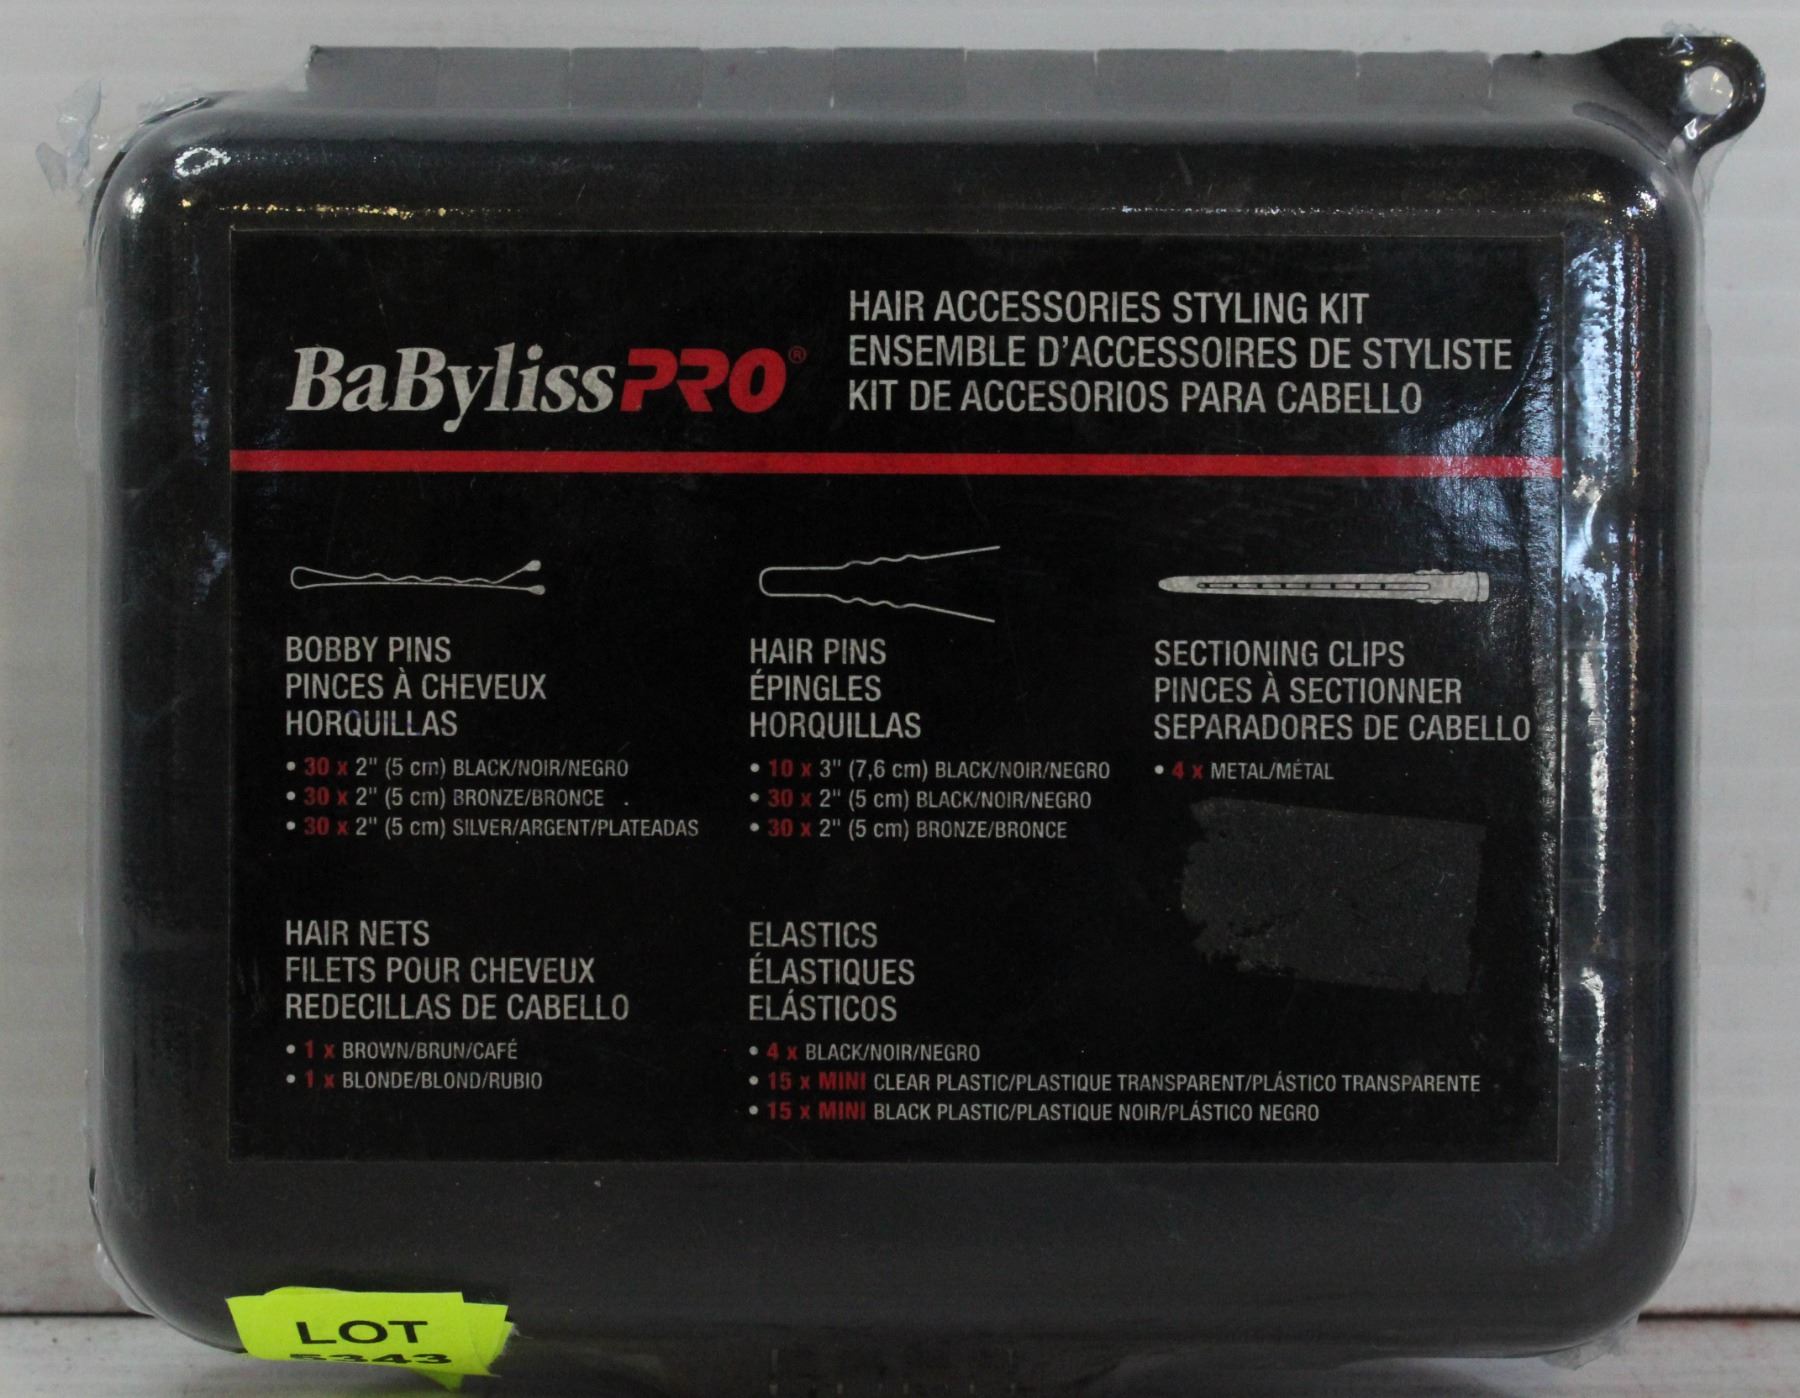 BaBylissPRO®
HAIR ACCESSORIES STYLING KIT
ENSEMBLE D'ACCESSOIRES DE STYLISTE
KIT DE ACCESORIOS PARA CABELLO
BOBBY PINS
PINCES À CHEVEUX
HORQUILLAS
• 30 x 2" (5 cm) BLACK/NOIR/NEGRO
• 30 x 2" (5 cm) BRONZE/BRONCE
• 30 x 2" (5 cm) SILVER/ARGENT/PLATEADAS
HAIR PINS
ÉPINGLES
HORQUILLAS
• 10 x 3" (7,6 cm) BLACK/NOIR/NEGRO
• 30 x 2" (5 cm) BLACK/NOIR/NEGRO
• 30 x 2" (5 cm) BRONZE/BRONCE
SECTIONING CLIPS
PINCES À SECTIONNER
SEPARADORES DE CABELLO
• 4 x METAL/MÉTAL
HAIR NETS
FILETS POUR CHEVEUX
REDECILLAS DE CABELLO
• 1 x BROWN/BRUN/CAFÉ
• 1 x BLONDE/BLOND/RUBIO
ELASTICS
ÉLASTIQUES
ELÁSTICOS
• 4 x BLACK/NOIR/NEGRO
• 15 x MINI CLEAR PLASTIC/PLASTIQUE TRANSPARENT/PLÁSTICO TRANSPARENTE
• 15 x MINI BLACK PLASTIC/PLASTIQUE NOIR/PLÁSTICO NEGRO
LOT
5343